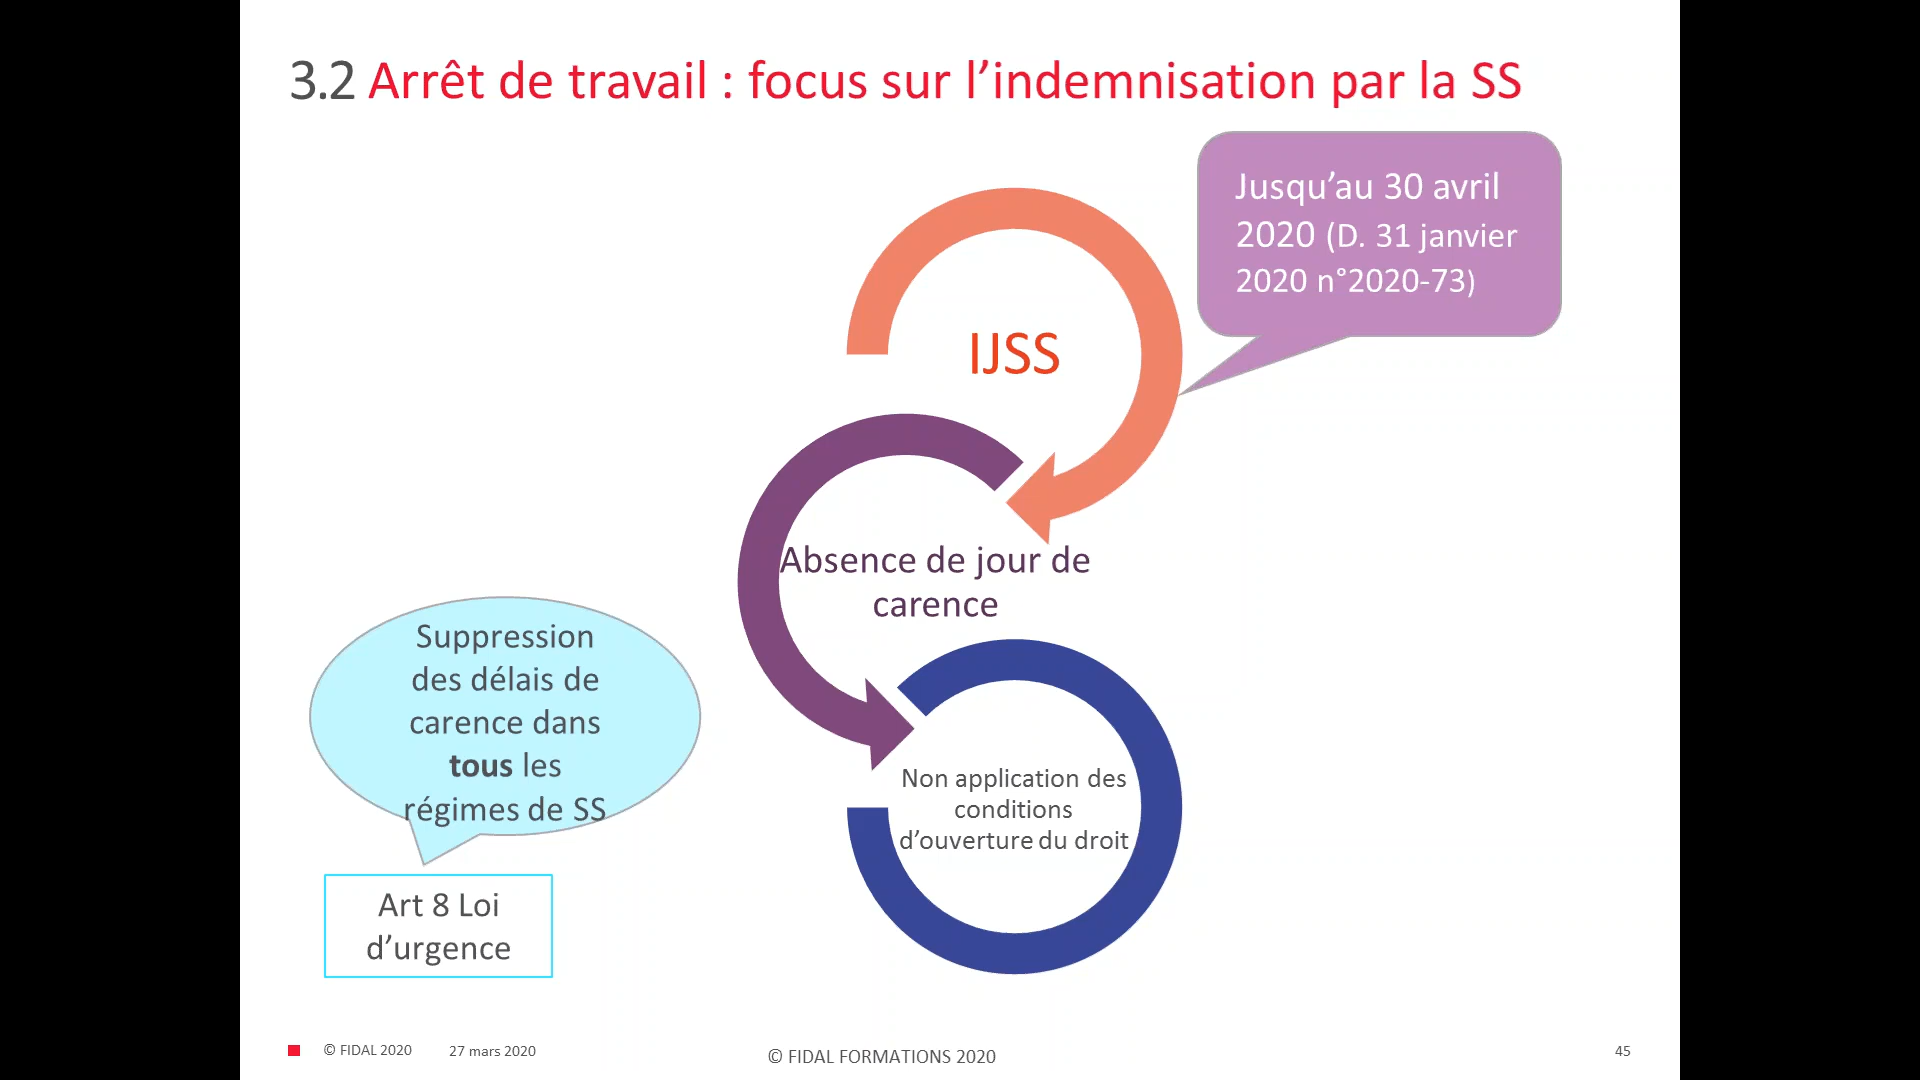 3.2 Arrêt de travail : focus sur l’indemnisation par la SS
Jusqu’au 30 avril
2020 (D. 31 janvier
2020 n°2020-73)
IJSS
Absence de jour de
carence
Suppression
des délais de
carence dans
tous les
régimes de SS
Non application des
conditions
d’ouverture du droit
Art 8 Loi
d’urgence
© FIDAL 2020
27 mars 2020
© FIDAL FORMATIONS 2020
45